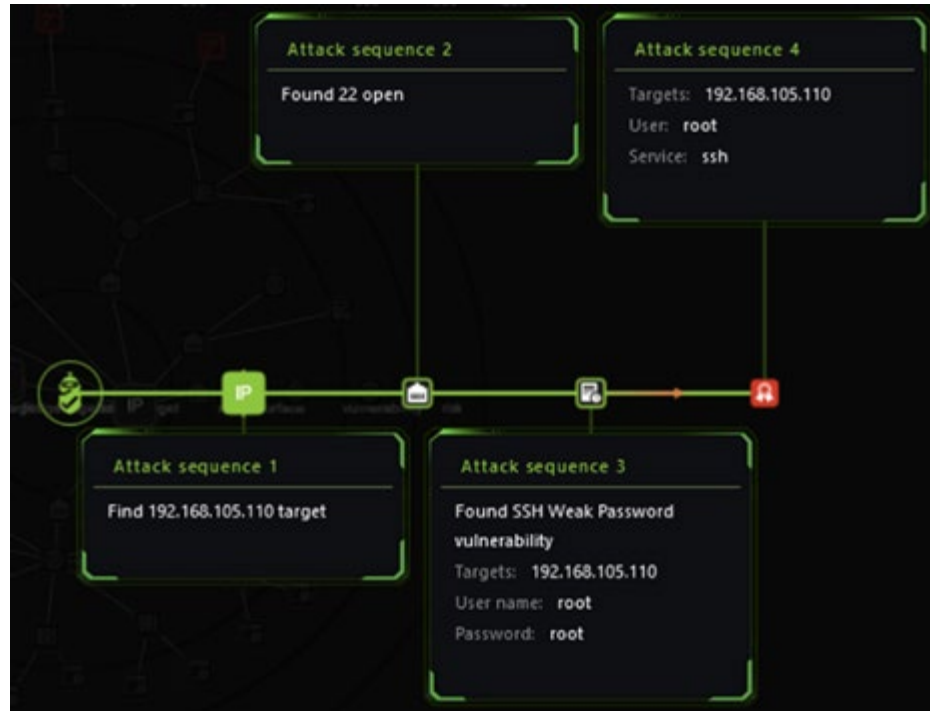 Attack sequence 2
Found 22 open
Attack sequence 4
Targets: 192.168.105.110
User: root
Service: ssh
IP
Attack sequence 1
Find 192.168.105.110 target
Attack sequence 3
Found SSH Weak Password
vulnerability
Targets: 192.168.105.110
User name: root
Password: root